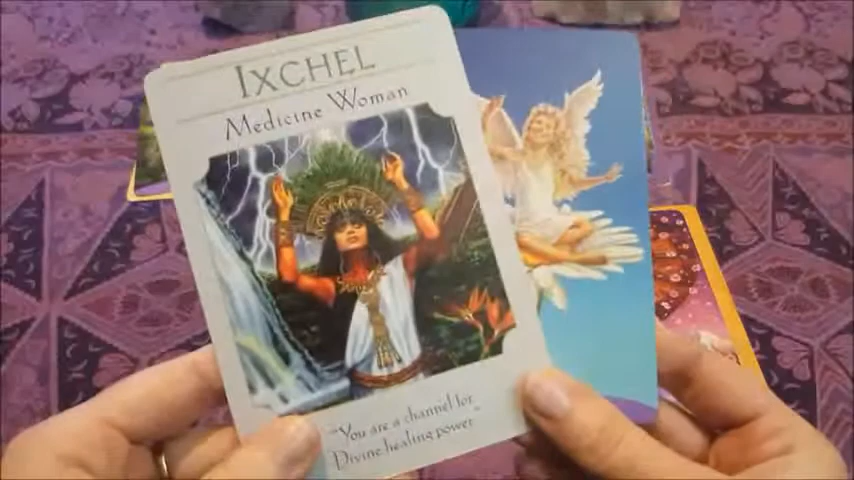 IXCHEL
Medicine Woman
"You are a channel for
Divine healing power"